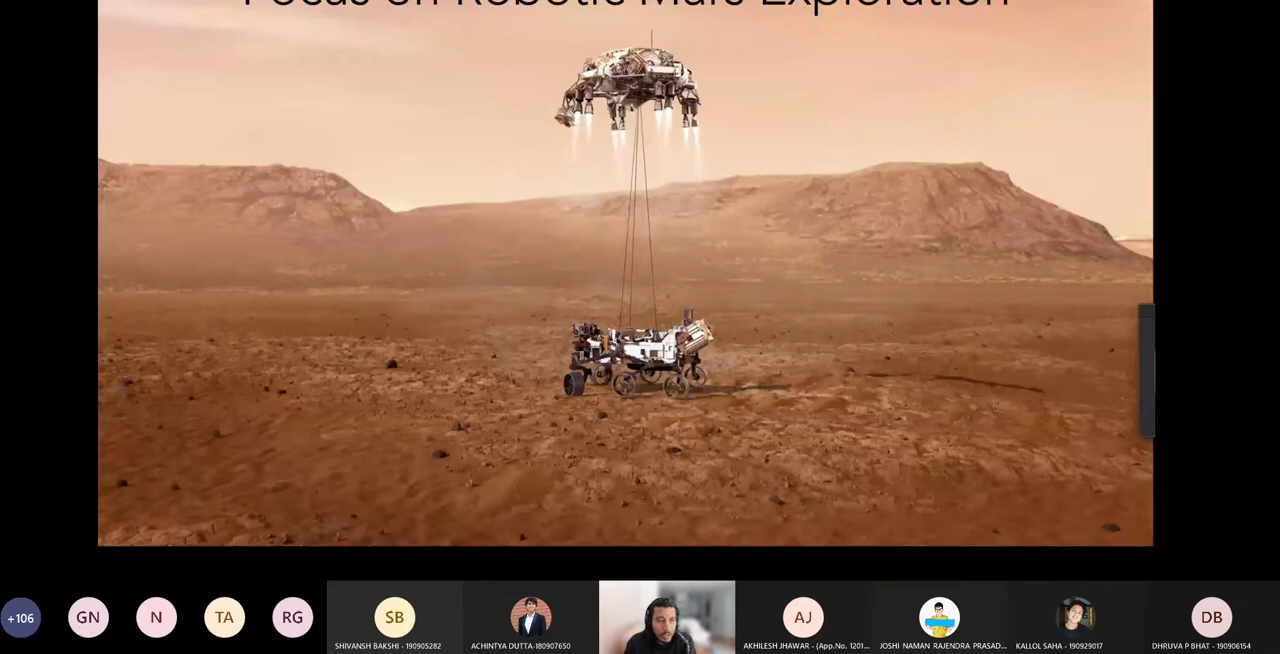 Focus on Robotic Mars Exploration
+106
GN
N
TA
RG
SB
SHIVANSH BAKSHI - 190905282
ACHINTYA DUTTA-180907650
AJ
AKHILESH JHAWAR - (App.No. 1201...
JOSHI NAMAN RAJENDRA PRASAD...
KALLOL SAHA - 190929017
DB
DHRUVA P BHAT - 190906154